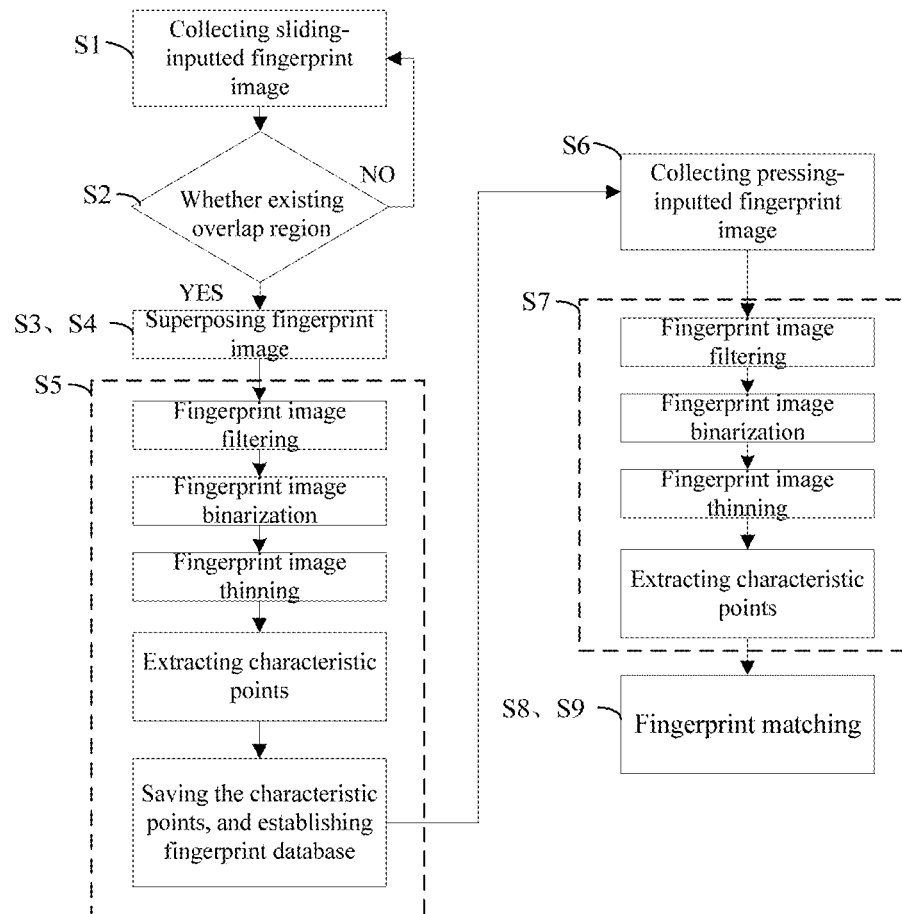 S1
Collecting sliding-
inputted fingerprint
image
S2
Whether existing
overlap region
NO
YES
S3、S4
Superposing fingerprint
image
S5
Fingerprint image
filtering
Fingerprint image
binarization
Fingerprint image
thinning
Extracting characteristic
points
Saving the characteristic
points, and establishing
fingerprint database
S6
Collecting pressing-
inputted fingerprint
image
S7
Fingerprint image
filtering
Fingerprint image
binarization
Fingerprint image
thinning
Extracting characteristic
points
S8、S9
Fingerprint matching